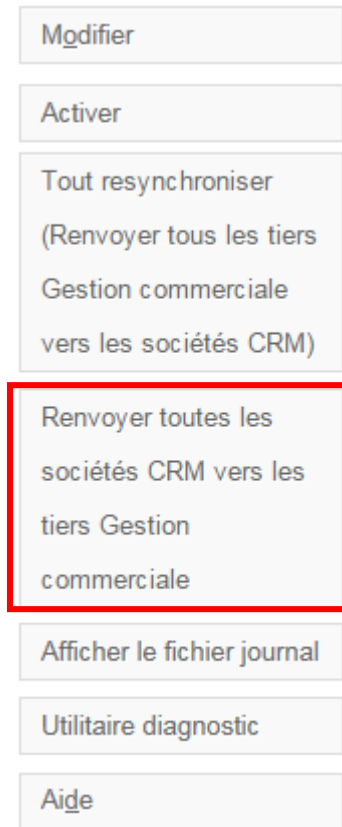 Modifier
Activer
Tout resynchroniser
(Renvoyer tous les tiers
Gestion commerciale
vers les sociétés CRM)
Renvoyer toutes les
sociétés CRM vers les
tiers Gestion
commerciale
Afficher le fichier journal
Utilitaire diagnostic
Aide